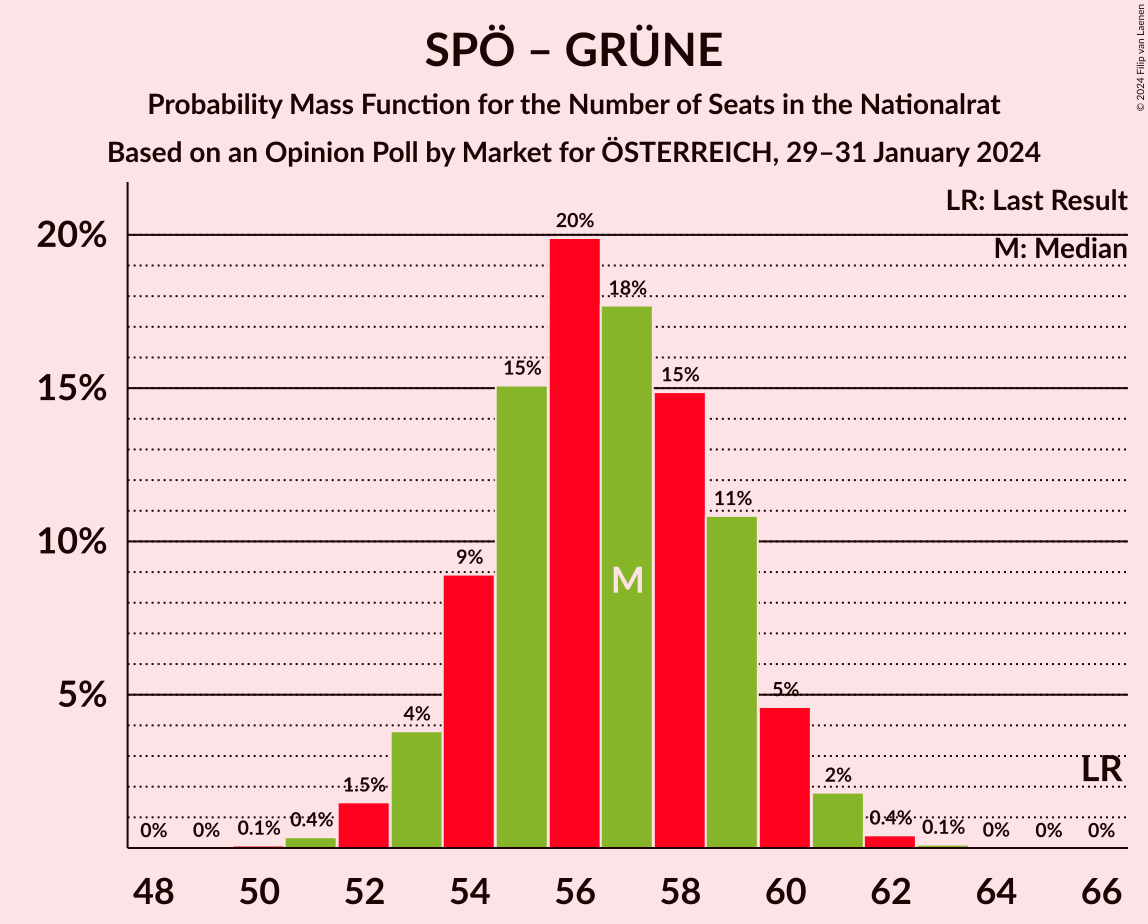 SPÖ – GRÜNE
Probability Mass Function for the Number of Seats in the Nationalrat
Based on an Opinion Poll by Market for ÖSTERREICH, 29–31 January 2024
© 2024 Filip van Laenen
LR: Last Result
M: Median
20%
15%
10%
5%
0%
0%
0.1%
0.4%
1.5%
4%
9%
15%
20%
18%
15%
11%
5%
2%
0.4%
0.1%
0%
0%
0%
M
LR
48 50 52 54 56 58 60 62 64 66